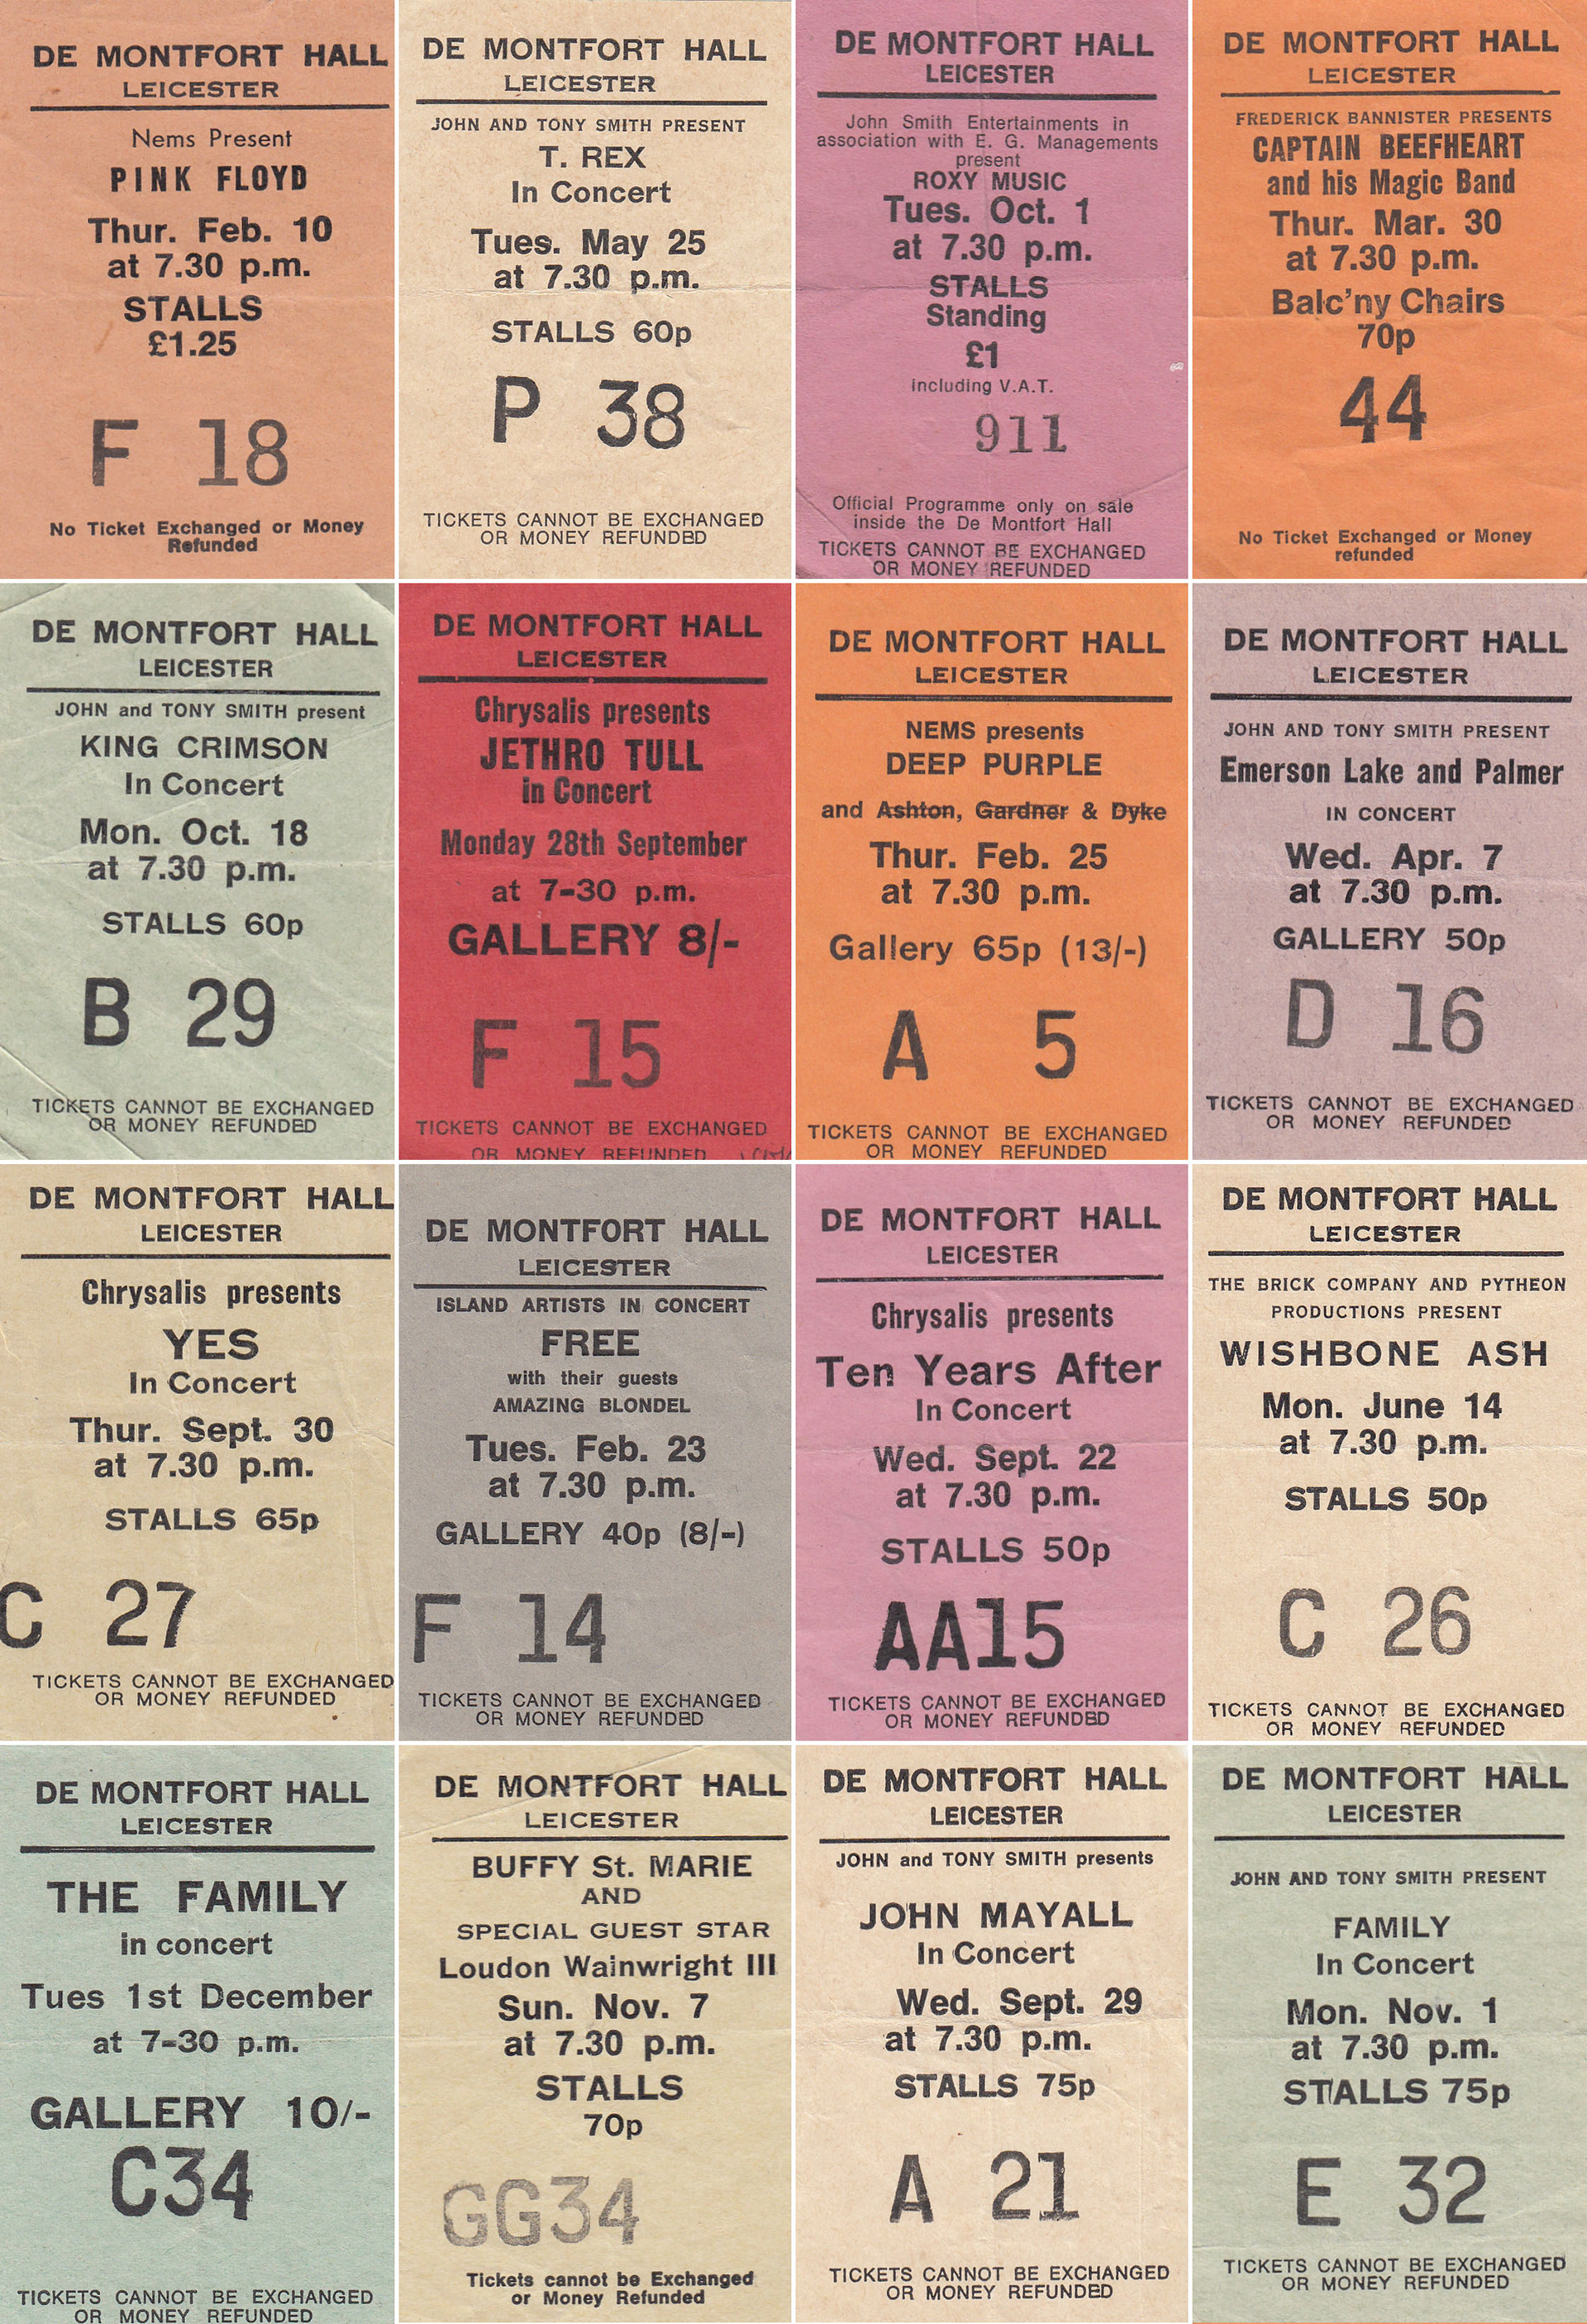 DE MONTFORT HALL
LEICESTER
Nems Present
PINK FLOYD
Thur. Feb. 10
at 7.30 p.m.
STALLS
£1.25
F 18
No Ticket Exchanged or Money
Refunded
DE MONTFORT HALL
LEICESTER
JOHN AND TONY SMITH PRESENT
T. REX
In Concert
Tues. May 25
at 7.30 p.m.
STALLS 60p
P 38
TICKETS CANNOT BE EXCHANGED
OR MONEY REFUNDED
DE MONTFORT HALL
LEICESTER
John Smith Entertainments in
association with E. G. Managements
present
ROXY MUSIC
Tues. Oct. 1
at 7.30 p.m.
STALLS
Standing
£1
including V.A.T.
911
Official Programme only on sale
inside the De Montfort Hall
TICKETS CANNOT BE EXCHANGED
OR MONEY REFUNDED
DE MONTFORT HALL
LEICESTER
FREDERICK BANNISTER PRESENTS
CAPTAIN BEEFHEART
and his Magic Band
Thur. Mar. 30
at 7.30 p.m.
Balc'ny Chairs
70p
44
No Ticket Exchanged or Money
refunded
DE MONTFORT HALL
LEICESTER
JOHN and TONY SMITH present
KING CRIMSON
In Concert
Mon. Oct. 18
at 7.30 p.m.
STALLS 60p
B 29
TICKETS CANNOT BE EXCHANGED
OR MONEY REFUNDED
DE MONTFORT HALL
LEICESTER
Chrysalis presents
JETHRO TULL
in Concert
Monday 28th September
at 7-30 p.m.
GALLERY 8/-
F 15
TICKETS CANNOT BE EXCHANGED
OR MONEY REFUNDED
DE MONTFORT HALL
LEICESTER
NEMS presents
DEEP PURPLE
and Ashton, Gardner & Dyke
Thur. Feb. 25
at 7.30 p.m.
Gallery 65p (13/-)
A 5
TICKETS CANNOT BE EXCHANGED
OR MONEY REFUNDED
DE MONTFORT HALL
LEICESTER
JOHN AND TONY SMITH PRESENT
Emerson Lake and Palmer
IN CONCERT
Wed. Apr. 7
at 7.30 p.m.
GALLERY 50p
D 16
TICKETS CANNOT BE EXCHANGED
OR MONEY REFUNDED
DE MONTFORT HALL
LEICESTER
Chrysalis presents
YES
In Concert
Thur. Sept. 30
at 7.30 p.m.
STALLS 65p
C 27
TICKETS CANNOT BE EXCHANGED
OR MONEY REFUNDED
DE MONTFORT HALL
LEICESTER
ISLAND ARTISTS IN CONCERT
FREE
with their guests
AMAZING BLONDEL
Tues. Feb. 23
at 7.30 p.m.
GALLERY 40p (8/-)
F 14
TICKETS CANNOT BE EXCHANGED
OR MONEY REFUNDED
DE MONTFORT HALL
LEICESTER
Chrysalis presents
Ten Years After
In Concert
Wed. Sept. 22
at 7.30 p.m.
STALLS 50p
AA15
TICKETS CANNOT BE EXCHANGED
OR MONEY REFUNDED
DE MONTFORT HALL
LEICESTER
THE BRICK COMPANY AND PYTHEON
PRODUCTIONS PRESENT
WISHBONE ASH
Mon. June 14
at 7.30 p.m.
STALLS 50p
C 26
TICKETS CANNOT BE EXCHANGED
OR MONEY REFUNDED
DE MONTFORT HALL
LEICESTER
THE FAMILY
in concert
Tues 1st December
at 7-30 p.m.
GALLERY 10/-
C34
TICKETS CANNOT BE EXCHANGED
OR MONEY REFUNDED
DE MONTFORT HALL
LEICESTER
BUFFY St. MARIE
AND
SPECIAL GUEST STAR
Loudon Wainwright III
Sun. Nov. 7
at 7.30 p.m.
STALLS
70p
GG34
Tickets cannot be Exchanged
or Money Refunded
DE MONTFORT HALL
LEICESTER
JOHN and TONY SMITH presents
JOHN MAYALL
In Concert
Wed. Sept. 29
at 7.30 p.m.
STALLS 75p
A 21
TICKETS CANNOT BE EXCHANGED
OR MONEY REFUNDED
DE MONTFORT HALL
LEICESTER
JOHN AND TONY SMITH PRESENT
FAMILY
In Concert
Mon. Nov. 1
at 7.30 p.m.
STALLS 75p
E 32
TICKETS CANNOT BE EXCHANGED
OR MONEY REFUNDED